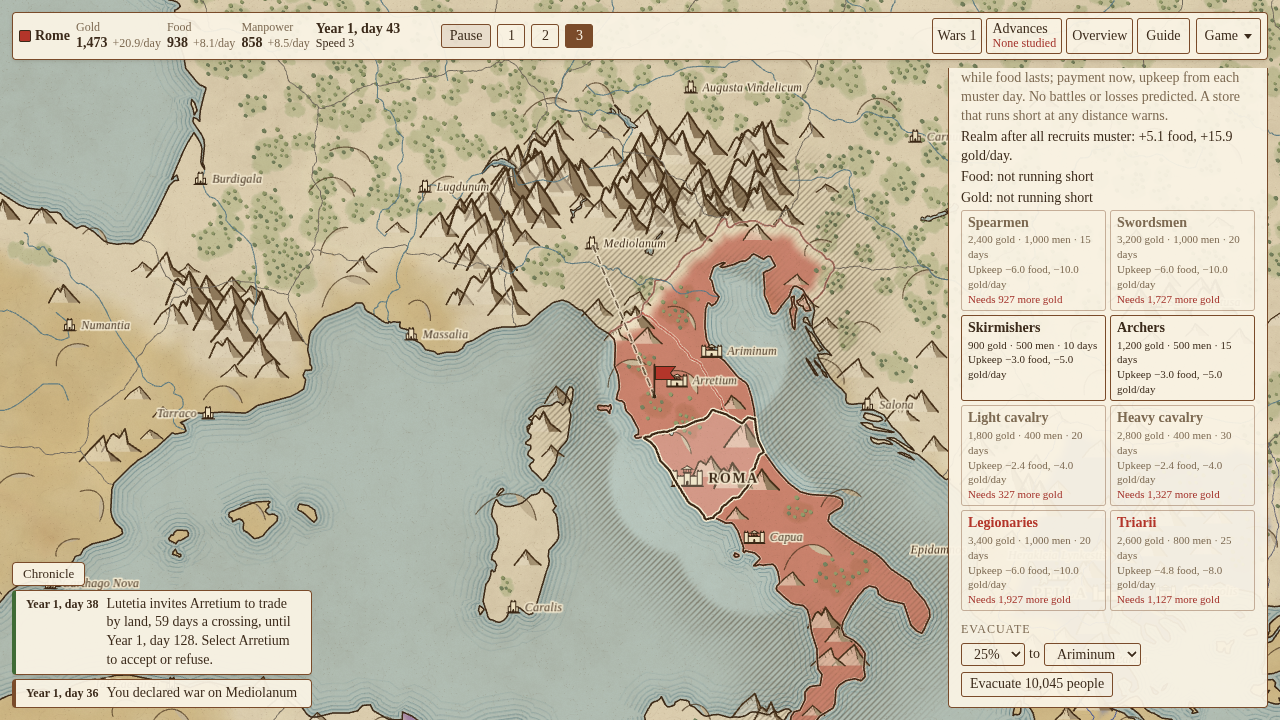 Rome
Gold
1,473 +20.9/day
Food
938 +8.1/day
Manpower
858 +8.5/day
Year 1, day 43
Speed 3
Pause
1
2
3
Wars 1
Advances
None studied
Overview
Guide
Game
Augusta Vindelicum
Burdigala
Lugdunum
Mediolanum
Numantia
Massalia
Ariminum
Arretium
Tarraco
Salona
ROMA
Capua
Caralis
while food lasts; payment now, upkeep from each
muster day. No battles or losses predicted. A store
that runs short at any distance warns.
Realm after all recruits muster: +5.1 food, +15.9
gold/day.
Food: not running short
Gold: not running short
Spearmen
2,400 gold · 1,000 men · 15
days
Upkeep −6.0 food, −10.0
gold/day
Needs 927 more gold
Swordsmen
3,200 gold · 1,000 men · 20
days
Upkeep −6.0 food, −10.0
gold/day
Needs 1,727 more gold
Skirmishers
900 gold · 500 men · 10 days
Upkeep −3.0 food, −5.0
gold/day
Archers
1,200 gold · 500 men · 15
days
Upkeep −3.0 food, −5.0
gold/day
Light cavalry
1,800 gold · 400 men · 20
days
Upkeep −2.4 food, −4.0
gold/day
Needs 327 more gold
Heavy cavalry
2,800 gold · 400 men · 30
days
Upkeep −2.4 food, −4.0
gold/day
Needs 1,327 more gold
Legionaries
3,400 gold · 1,000 men · 20
days
Upkeep −6.0 food, −10.0
gold/day
Needs 1,927 more gold
Triarii
2,600 gold · 800 men · 25
days
Upkeep −4.8 food, −8.0
gold/day
Needs 1,127 more gold
EVACUATE
25% to Ariminum
Evacuate 10,045 people
Chronicle
Nova
Year 1, day 38 Lutetia invites Arretium to trade
by land, 59 days a crossing, until
Year 1, day 128. Select Arretium
to accept or refuse.
Year 1, day 36 You declared war on Mediolanum